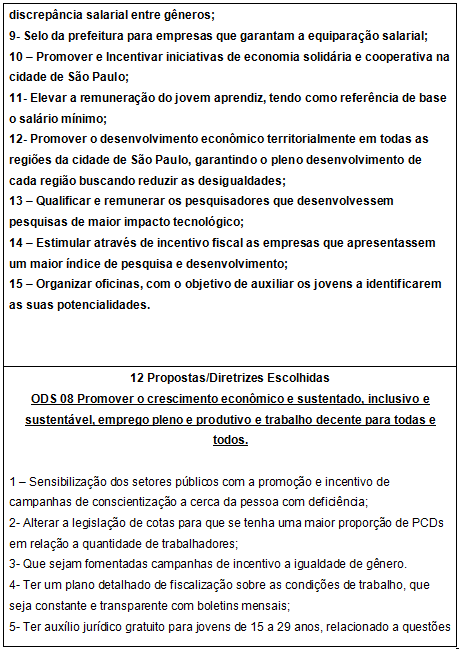 discrepância salarial entre gêneros;
9- Selo da prefeitura para empresas que garantam a equiparação salarial;
10 – Promover e Incentivar iniciativas de economia solidária e cooperativa na
cidade de São Paulo;
11- Elevar a remuneração do jovem aprendiz, tendo como referência de base
o salário mínimo;
12- Promover o desenvolvimento econômico territorialmente em todas as
regiões da cidade de São Paulo, garantindo o pleno desenvolvimento de
cada região buscando reduzir as desigualdades;
13 – Qualificar e remunerar os pesquisadores que desenvolvessem
pesquisas de maior impacto tecnológico;
14 – Estimular através de incentivo fiscal as empresas que apresentassem
um maior índice de pesquisa e desenvolvimento;
15 – Organizar oficinas, com o objetivo de auxiliar os jovens a identificarem
as suas potencialidades.
12 Propostas/Diretrizes Escolhidas
ODS 08 Promover o crescimento econômico e sustentado, inclusivo e
sustentável, emprego pleno e produtivo e trabalho decente para todas e
todos.
1 – Sensibilização dos setores públicos com a promoção e incentivo de
campanhas de conscientização a cerca da pessoa com deficiência;
2- Alterar a legislação de cotas para que se tenha uma maior proporção de PCDs
em relação a quantidade de trabalhadores;
3- Que sejam fomentadas campanhas de incentivo a igualdade de gênero.
4- Ter um plano detalhado de fiscalização sobre as condições de trabalho, que
seja constante e transparente com boletins mensais;
5- Ter auxílio jurídico gratuito para jovens de 15 a 29 anos, relacionado a questões